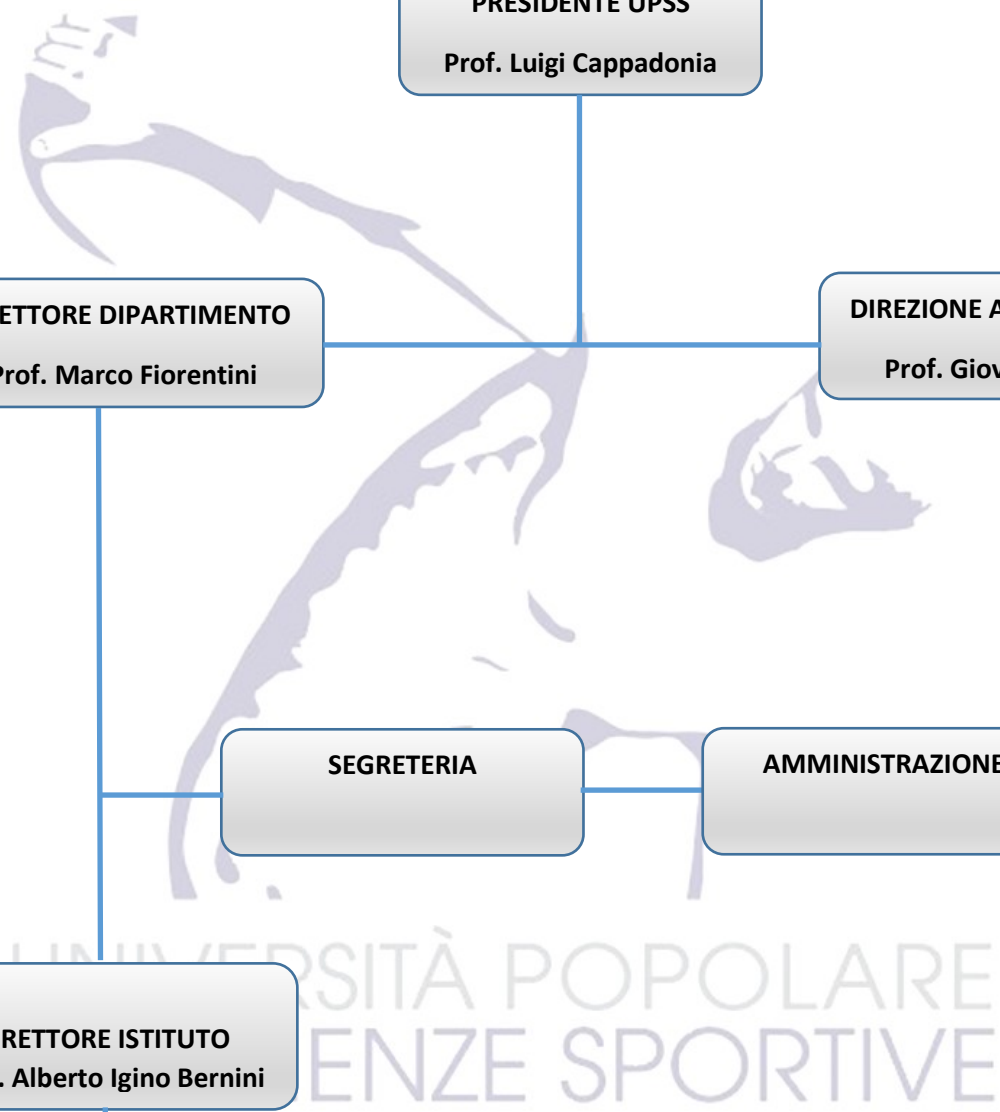 PRESIDENTE UPSS
Prof. Luigi Cappadonia
ETTORE DIPARTIMENTO
Prof. Marco Fiorentini
DIREZIONE A
Prof. Giov
SEGRETERIA
AMMINISTRAZIONE
RETTORE ISTITUTO
. Alberto Igino Bernini
UNIVERSITÀ POPOLARE
ENZE SPORTIVE